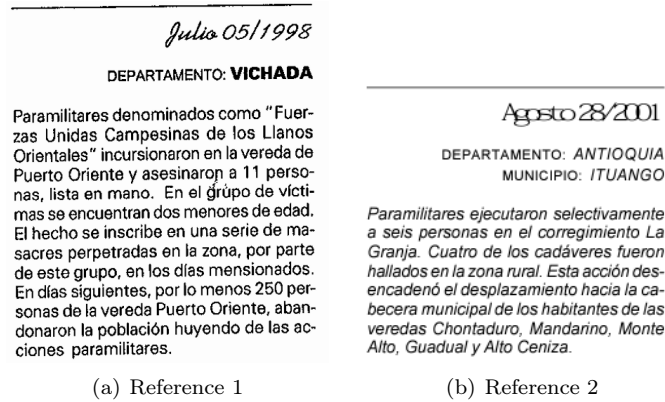 Julio 05/1998
DEPARTAMENTO: VICHADA
Paramilitares denominados como "Fuer-
zas Unidas Campesinas de los Llanos
Orientales" incursionaron en la vereda de
Puerto Oriente y asesinaron a 11 perso-
nas, lista en mano. En el grupo de vícti-
mas se encuentran dos menores de edad.
El hecho se inscribe en una serie de ma-
sacres perpetradas en la zona, por parte
de este grupo, en los días mensionados.
En días siguientes, por lo menos 250 per-
sonas de la vereda Puerto Oriente, aban-
donaron la población huyendo de las ac-
ciones paramilitares.
(a) Reference 1
Agosto 28/2001
DEPARTAMENTO: ANTIOQUIA
MUNICIPIO: ITUANGO
Paramilitares ejecutaron selectivamente
a seis personas en el corregimiento La
Granja. Cuatro de los cadáveres fueron
hallados en la zona rural. Esta acción des-
encadenó el desplazamiento hacia la ca-
becera municipal de los habitantes de las
veredas Chontaduro, Mandarino, Monte
Alto, Guadual y Alto Ceniza.
(b) Reference 2